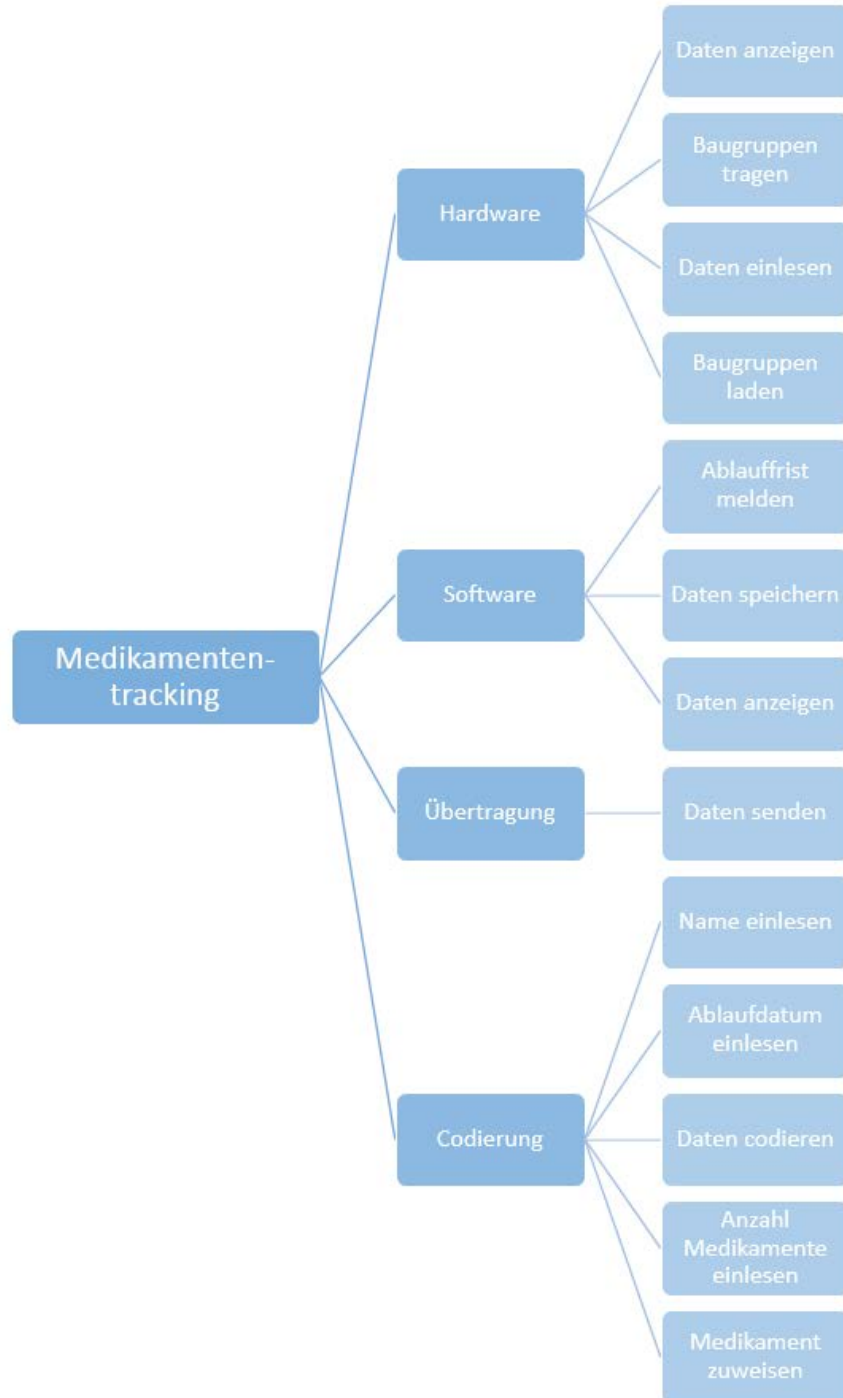 Medikamenten-
tracking
Hardware
Daten anzeigen
Baugruppen
tragen
Daten einlesen
Baugruppen
laden
Software
Ablauffrist
melden
Daten speichern
Daten anzeigen
Übertragung
Daten senden
Codierung
Name einlesen
Ablaufdatum
einlesen
Daten codieren
Anzahl
Medikamente
einlesen
Medikament
zuweisen